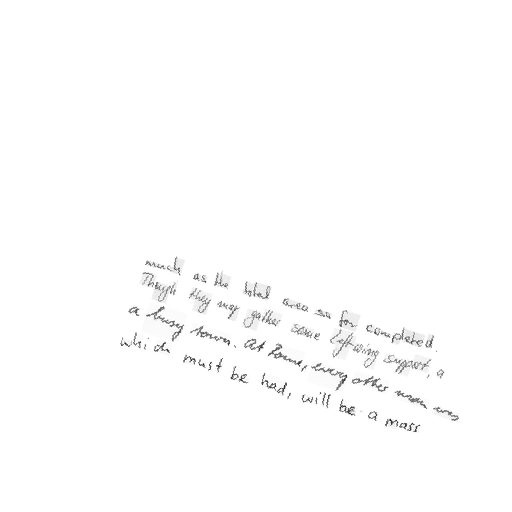 much as the total area so far completed.
Though they may gather some leftwing support, a
a busy town. At Rome, every other man was
which must be had, will be a mass